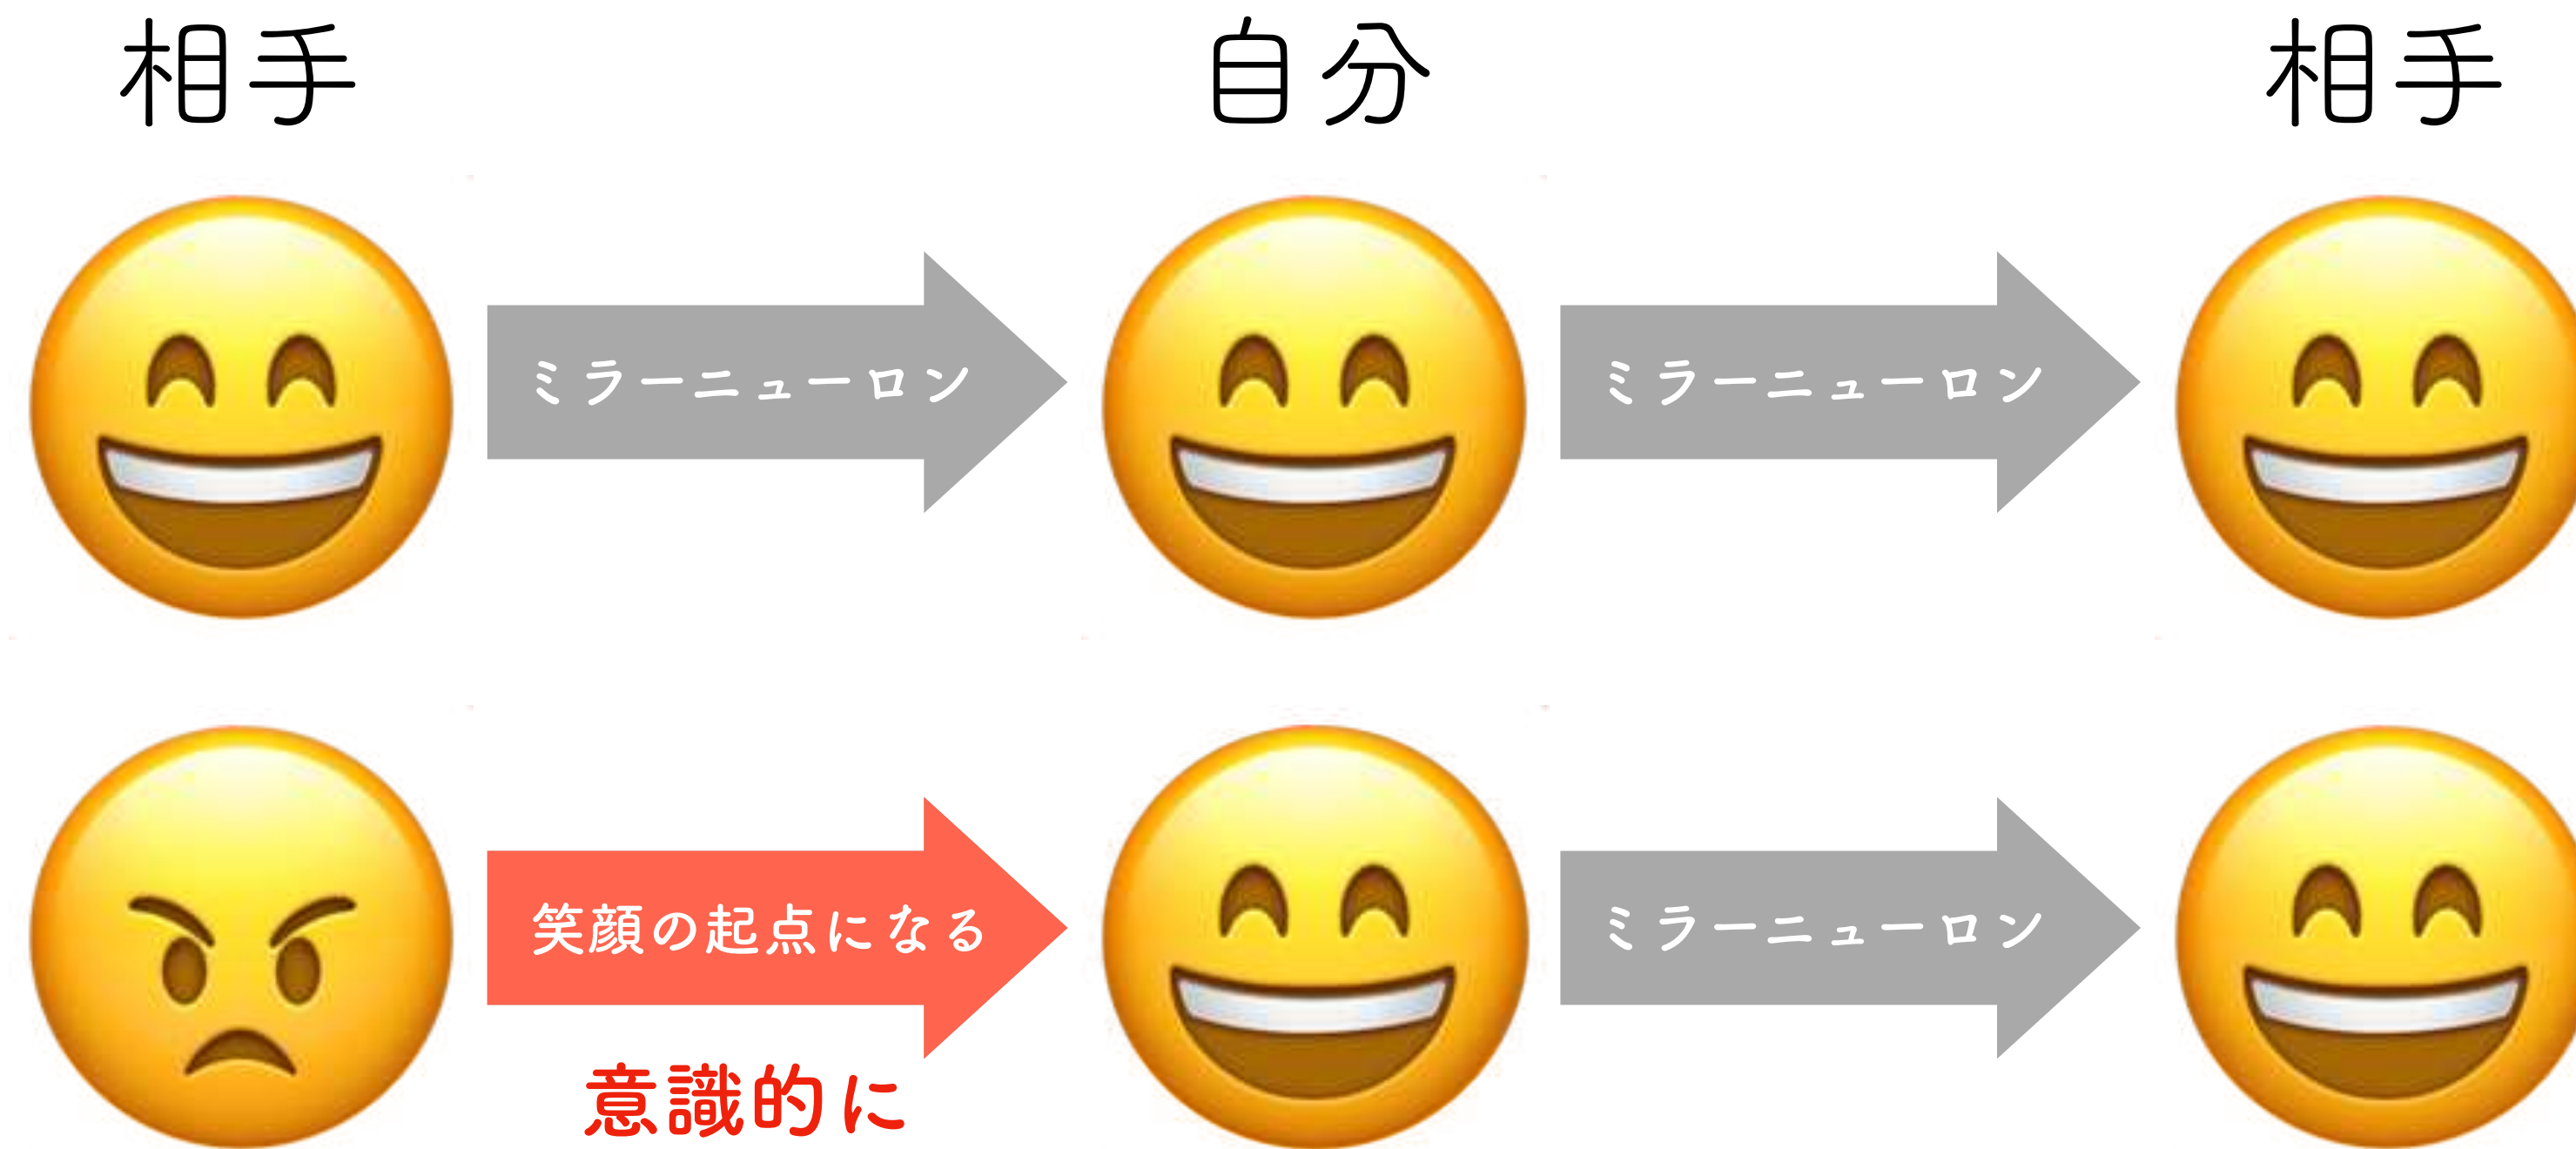 相手 自分 相手
ミラーニューロン ミラーニューロン
笑顔の起点になる ミラーニューロン
意識的に